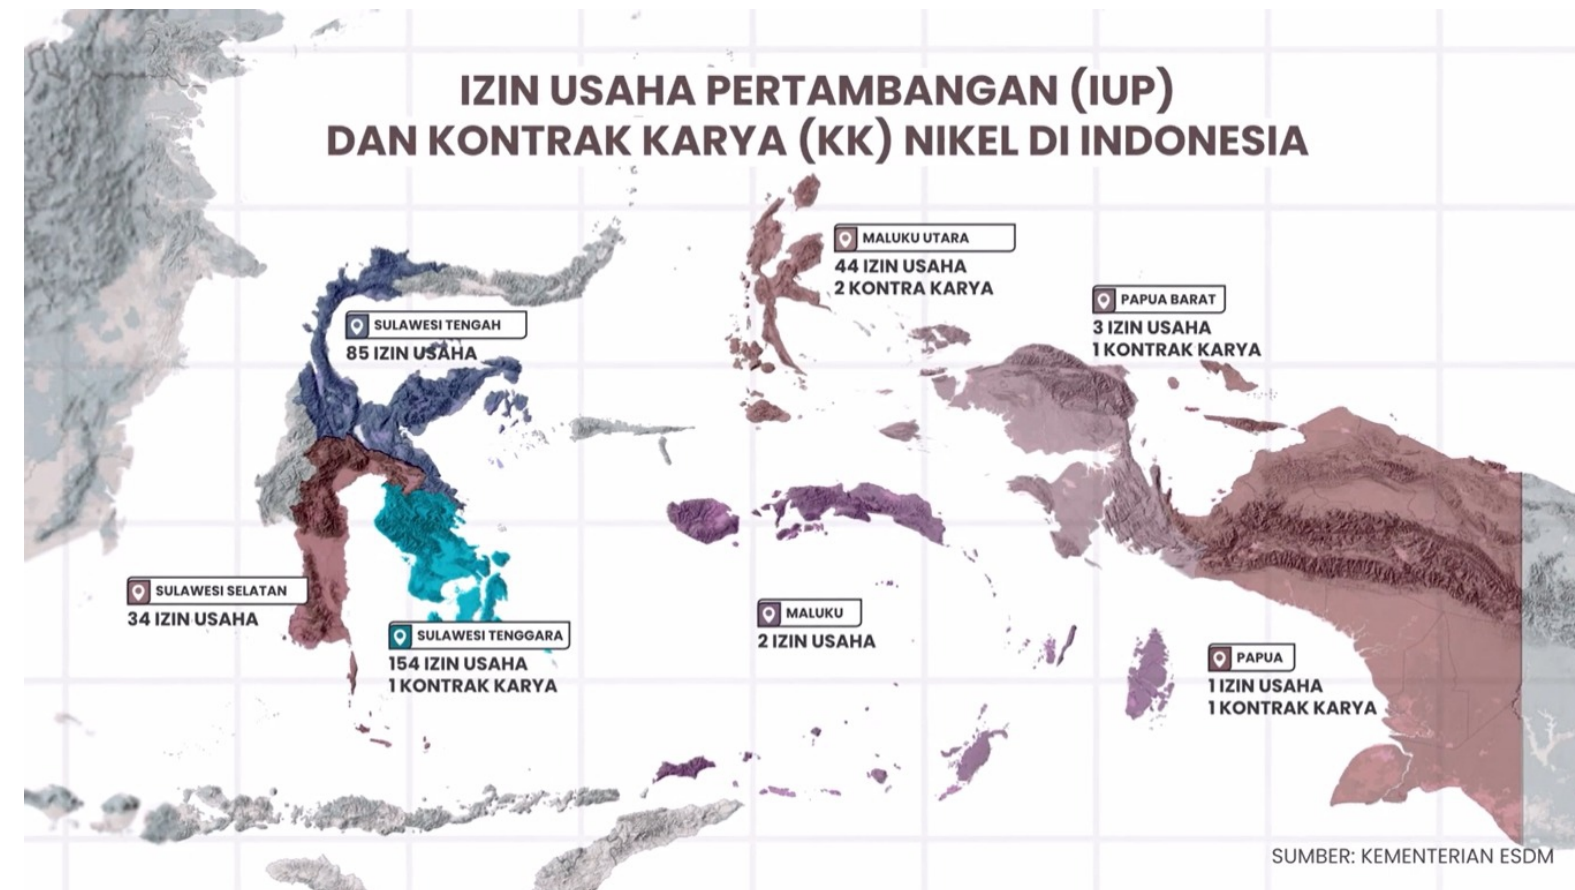 IZIN USAHA PERTAMBANGAN (IUP)
DAN KONTRAK KARYA (KK) NIKEL DI INDONESIA
MALUKU UTARA
44 IZIN USAHA
2 KONTRA KARYA
PAPUA BARAT
3 IZIN USAHA
1 KONTRAK KARYA
SULAWESI TENGAH
85 IZIN USAHA
SULAWESI SELATAN
34 IZIN USAHA
SULAWESI TENGGARA
154 IZIN USAHA
1 KONTRAK KARYA
MALUKU
2 IZIN USAHA
PAPUA
1 IZIN USAHA
1 KONTRAK KARYA
SUMBER: KEMENTERIAN ESDM